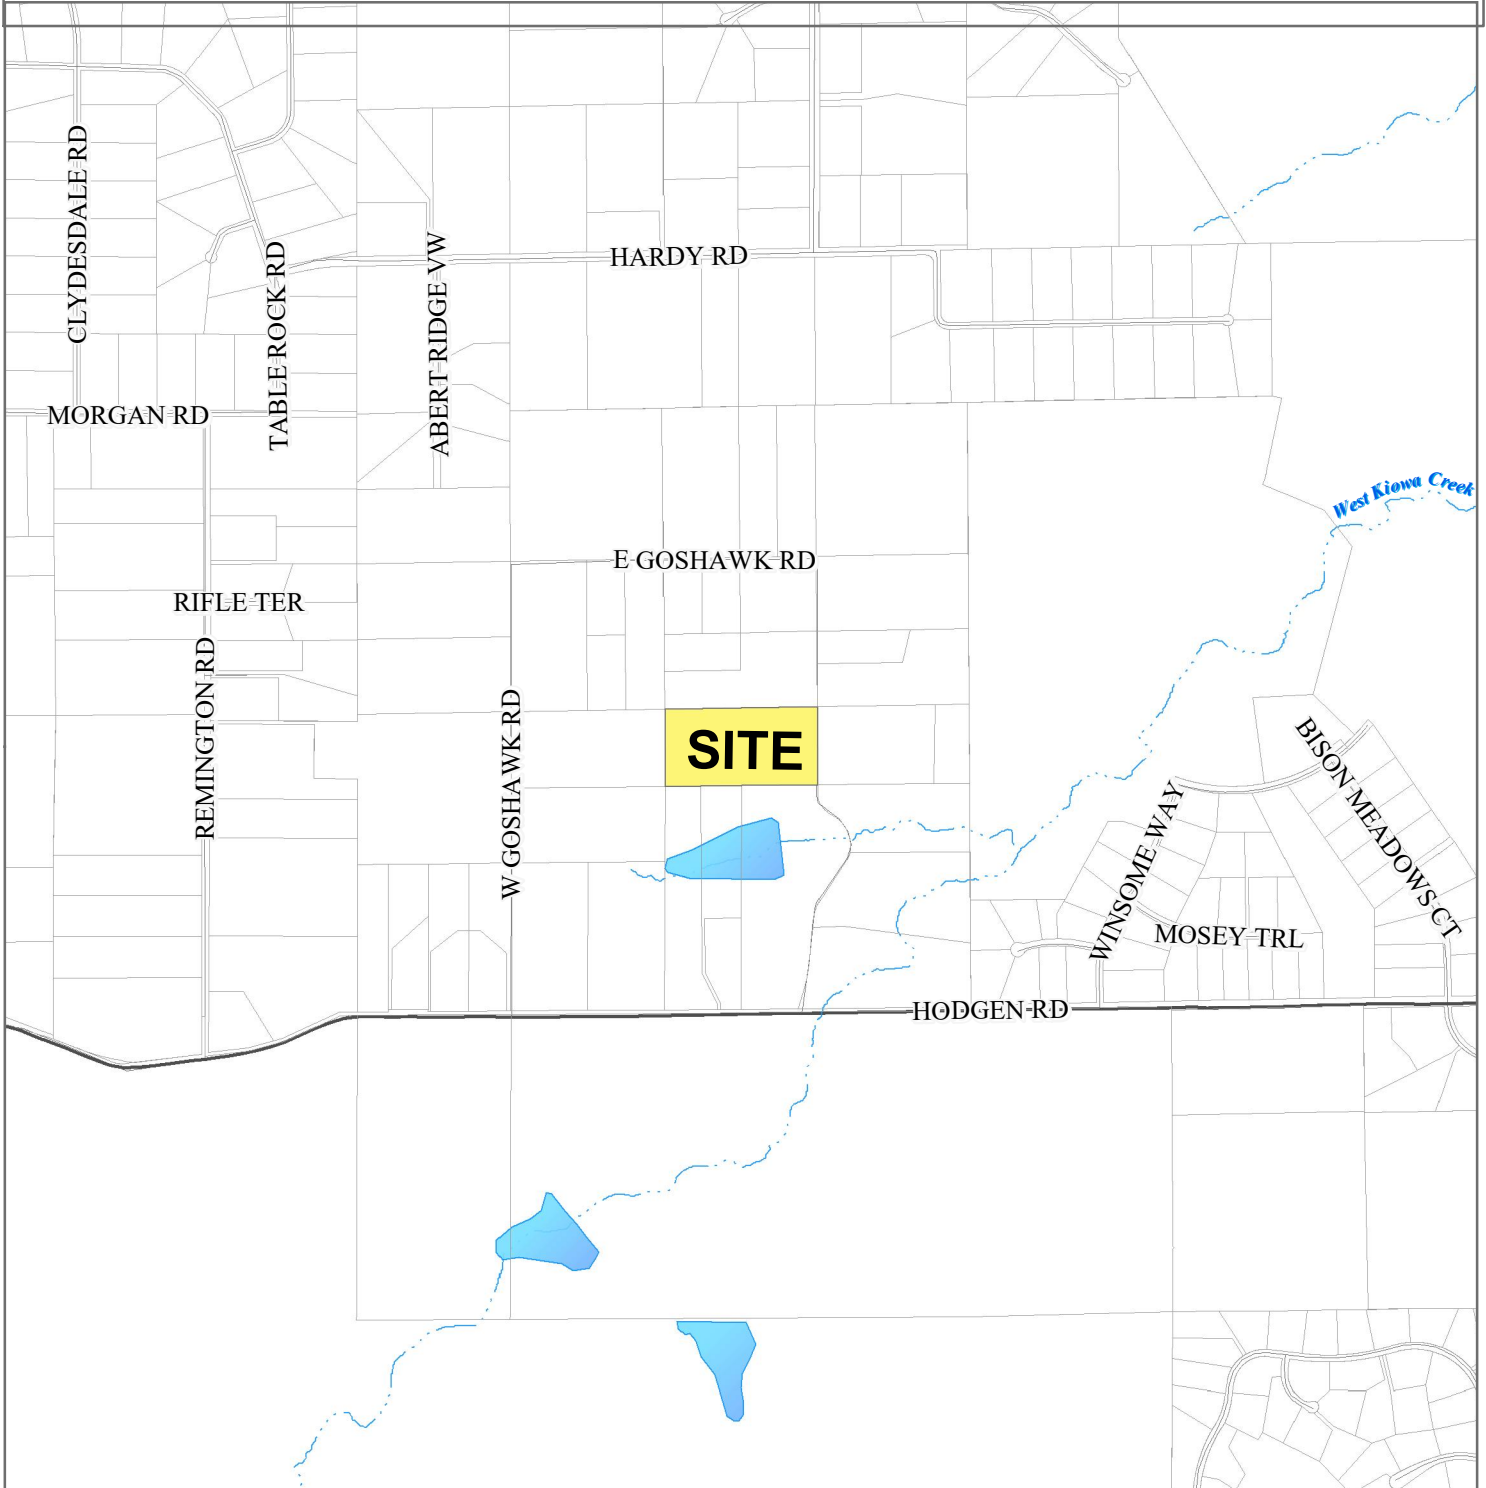 CLYDESDALE RD
TABLE ROCK RD
ABERT RIDGE VW
HARDY RD
MORGAN RD
West Kiowa Creek
E GOSHAWK RD
RIFLE TER
REMINGTON RD
W GOSHAWK RD
SITE
BISON MEADOWS CT
WINSOME WAY
MOSEY TRL
HODGEN RD